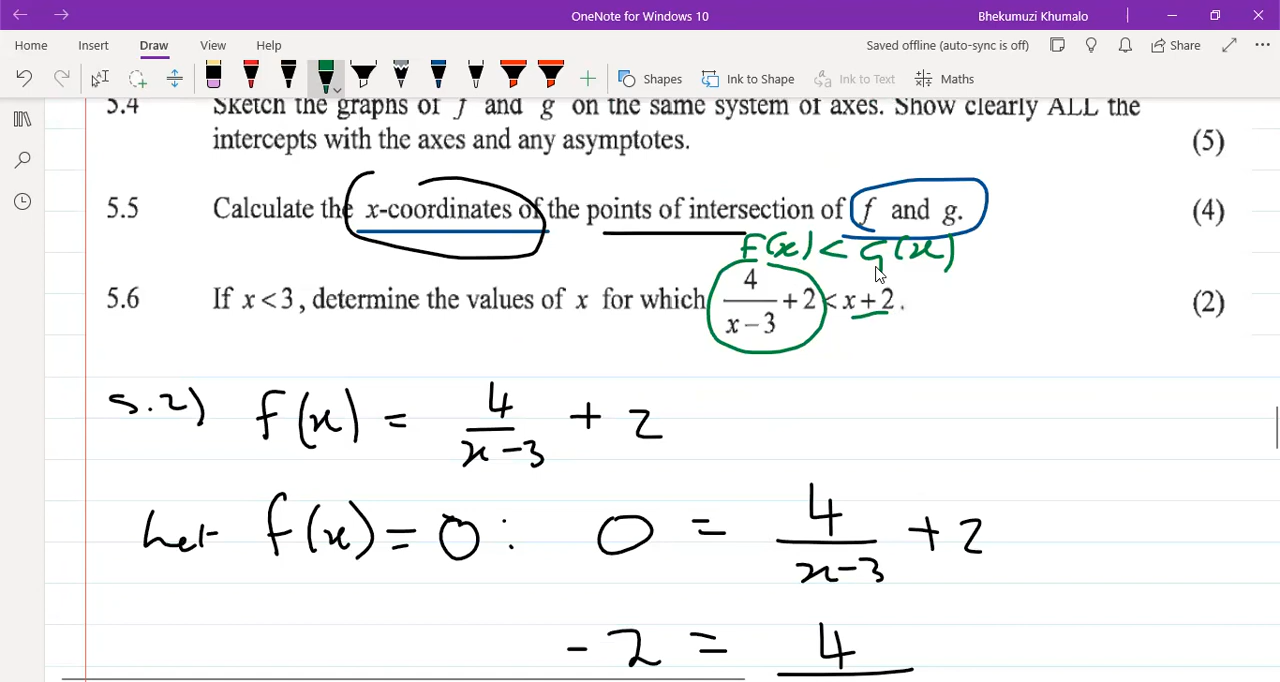 OneNote for Windows 10
Bhekumuzi Khumalo
Home Insert Draw View Help
Saved offline (auto-sync is off)
Share
Shapes Ink to Shape Ink to Text Maths
5.4 Sketch the graphs of f and g on the same system of axes. Show clearly ALL the
intercepts with the axes and any asymptotes. (5)
5.5 Calculate the x-coordinates of the points of intersection of f and g. (4)
F(x) < G(x)
5.6 If x < 3, determine the values of x for which 4/(x − 3) + 2 < x + 2. (2)
5.2) f(x) = 4/(x-3) + 2
Let f(x) = 0 : 0 = 4/(x-3) + 2
-2 = 4